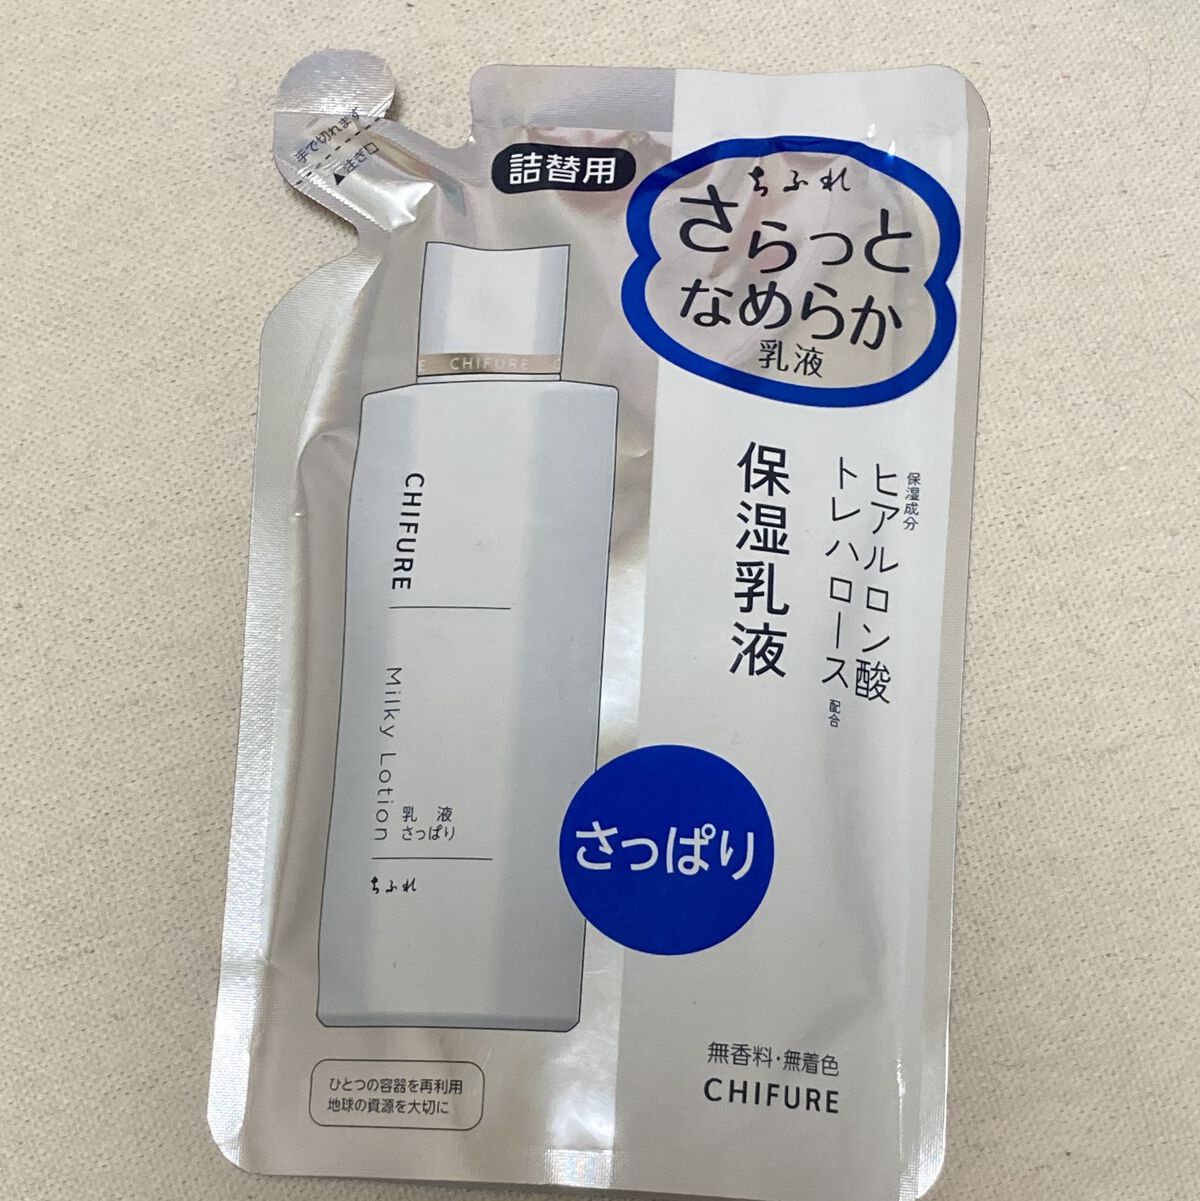 手で切れます
▲注ぎ口
詰替用
ちふれ
さらっと
なめらか
乳液
保湿成分
ヒアルロン酸
トレハロース配合
保湿乳液
CHIFURE
CHIFURE
Milky Lotion
乳液
さっぱり
ちふれ
さっぱり
ひとつの容器を再利用
地球の資源を大切に
無香料・無着色
CHIFURE